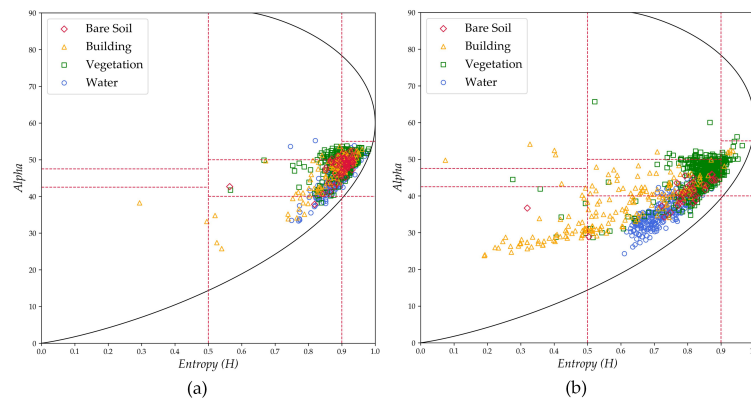 90
80
70
60
50
40
30
20
10
0
Alpha
Bare Soil
Building
Vegetation
Water
0.0 0.1 0.2 0.3 0.4 0.5 0.6 0.7 0.8 0.9 1.0
Entropy (H)
(a)
90
80
70
60
50
40
30
20
10
0
Alpha
Bare Soil
Building
Vegetation
Water
0.0 0.1 0.2 0.3 0.4 0.5 0.6 0.7 0.8 0.9
Entropy (H)
(b)